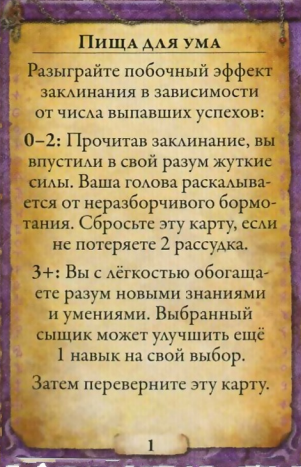 Пища для ума
Разыграйте побочный эффект
заклинания в зависимости
от числа выпавших успехов:
0–2: Прочитав заклинание, вы
впустили в свой разум жуткие
силы. Ваша голова раскалыва-
ется от неразборчивого бормо-
тания. Сбросьте эту карту, если
не потеряете 2 рассудка.
3+: Вы с лёгкостью обогаща-
ете разум новыми знаниями
и умениями. Выбранный
сыщик может улучшить ещё
1 навык на свой выбор.
Затем переверните эту карту.
1